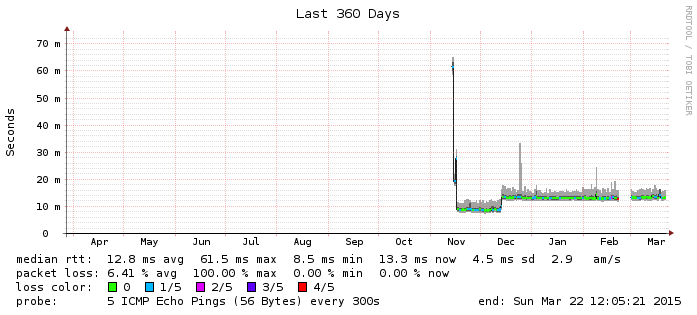 Last 360 Days
RRDTOOL / TOBI OETIKER
Seconds
70 m
60 m
50 m
40 m
30 m
20 m
10 m
0
Apr May Jun Jul Aug Sep Oct Nov Dec Jan Feb Mar
median rtt: 12.8 ms avg 61.5 ms max 8.5 ms min 13.3 ms now 4.5 ms sd 2.9 am/s
packet loss: 6.41 % avg 100.00 % max 0.00 % min 0.00 % now
loss color: 0 1/5 2/5 3/5 4/5
probe: 5 ICMP Echo Pings (56 Bytes) every 300s end: Sun Mar 22 12:05:21 2015